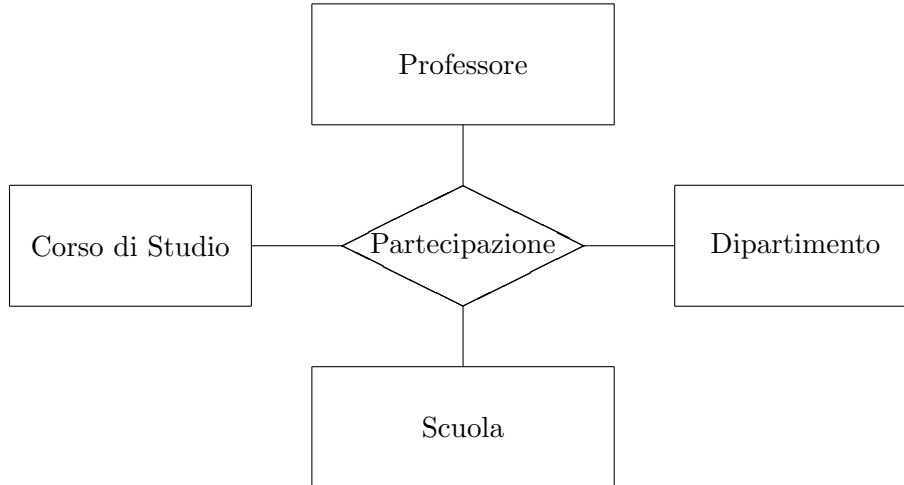 Professore
Corso di Studio
Partecipazione
Dipartimento
Scuola